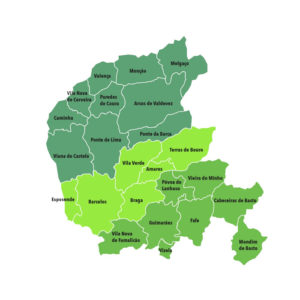 Melgaço
Monção
Valença
Vila Nova
de Cerveira
Paredes
de Coura
Arcos de Valdevez
Caminha
Ponte da Barca
Ponte de Lima
Terras de Bouro
Viana do Castelo
Vila Verde
Amares
Vieira do Minho
Póvoa de
Lanhoso
Esposende
Barcelos
Braga
Cabeceiras de Basto
Guimarães
Fafe
Vila Nova
de Famalicão
Mondim
de Basto
Vizela